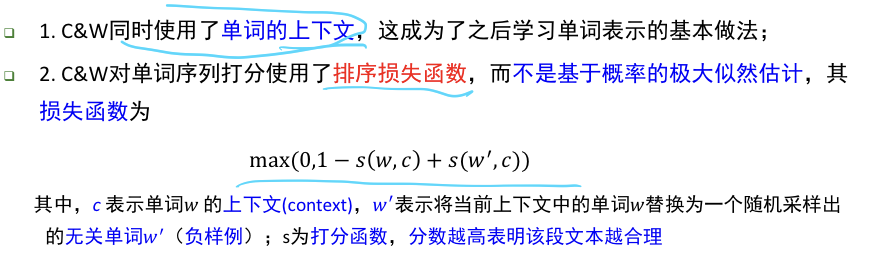 1. C&W同时使用了单词的上下文，这成为了之后学习单词表示的基本做法；
2. C&W对单词序列打分使用了排序损失函数，而不是基于概率的极大似然估计，其
损失函数为
max(0,1 − s(w, c) + s(w′, c))
其中，c 表示单词w 的上下文(context)，w′表示将当前上下文中的单词w替换为一个随机采样出
的无关单词w′（负样例）；s为打分函数，分数越高表明该段文本越合理